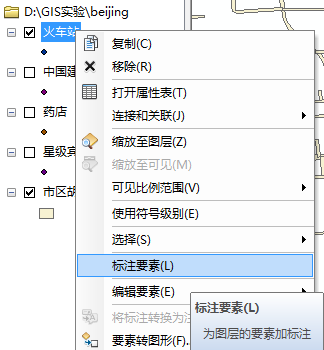 D:\GIS实验\beijing
火车站
复制(C)
移除(R)
中国建
打开属性表(T)
连接和关联(J)
药店
缩放至图层(Z)
缩放至可见(M)
星级宾
可见比例范围(V)
市区胡
使用符号级别(E)
选择(S)
标注要素(L)
编辑要素(E)
标注要素(L)
将标注转换为注
为图层的要素加标注
要素转图形(F)...